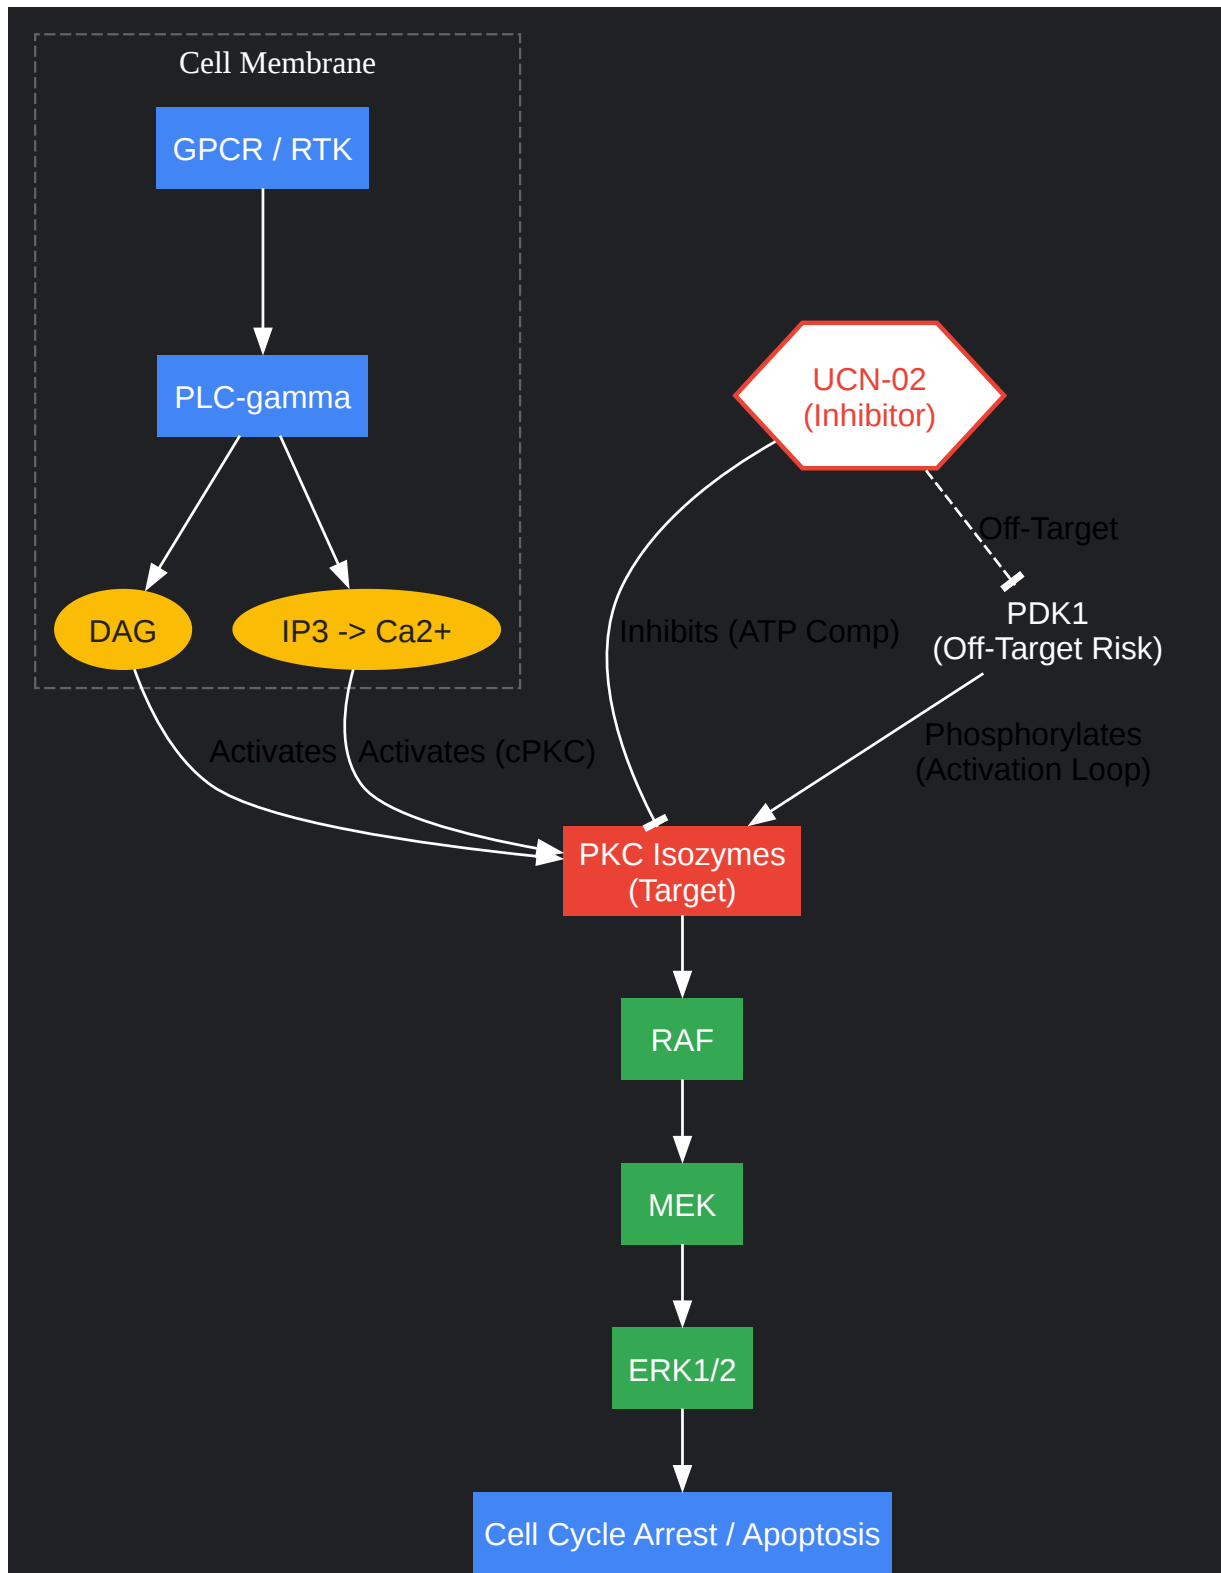 Cell Membrane
GPCR / RTK
PLC-gamma
UCN-02
(Inhibitor)
Off-Target
DAG
IP3 -> Ca2+
Inhibits (ATP Comp)
PDK1
(Off-Target Risk)
Activates
Activates (cPKC)
Phosphorylates
(Activation Loop)
PKC Isozymes
(Target)
RAF
MEK
ERK1/2
Cell Cycle Arrest / Apoptosis